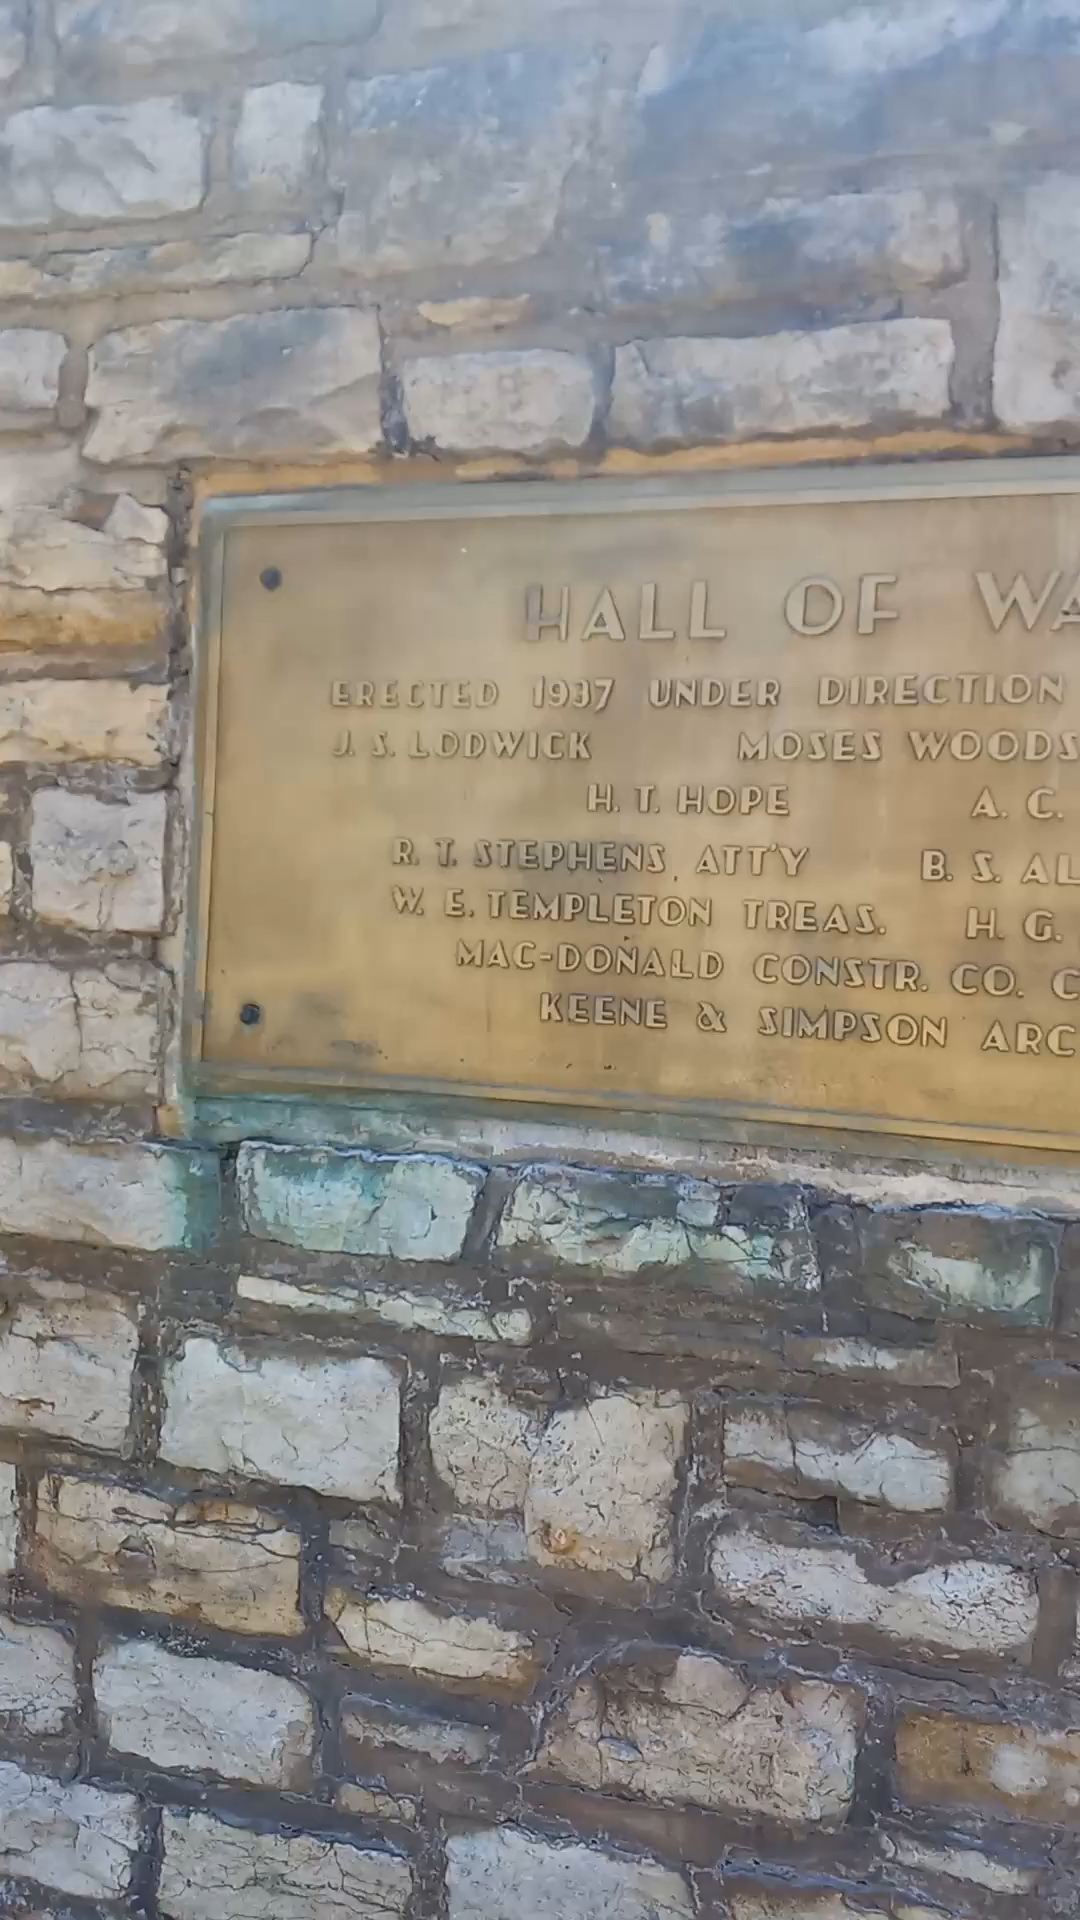 HALL OF WA
ERECTED 1937 UNDER DIRECTION
J. S. LODWICK MOSES WOODS
H. T. HOPE A. C.
R. T. STEPHENS, ATT'Y B. S. AL
W. E. TEMPLETON TREAS. H. G.
MAC-DONALD CONSTR. CO. C
KEENE & SIMPSON ARC